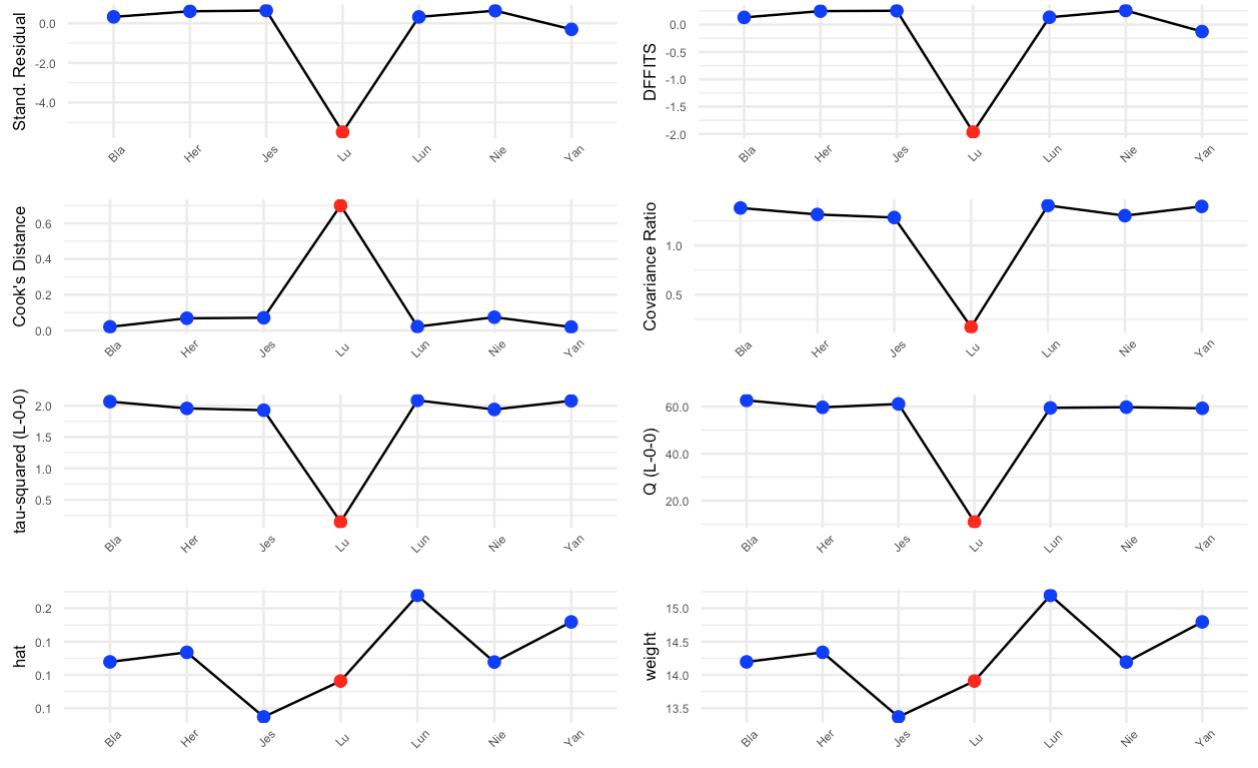 Stand. Residual
0.0
-2.0
-4.0
Bla Her Jes Lu Lun Nie Yan
DFFITS
0.0
-0.5
-1.0
-1.5
-2.0
Bla Her Jes Lu Lun Nie Yan
Cook's Distance
0.6
0.4
0.2
0.0
Bla Her Jes Lu Lun Nie Yan
Covariance Ratio
1.0
0.5
Bla Her Jes Lu Lun Nie Yan
tau-squared (L-0-0)
2.0
1.5
1.0
0.5
Bla Her Jes Lu Lun Nie Yan
Q (L-0-0)
60.0
40.0
20.0
Bla Her Jes Lu Lun Nie Yan
hat
0.2
0.1
0.1
0.1
Bla Her Jes Lu Lun Nie Yan
weight
15.0
14.5
14.0
13.5
Bla Her Jes Lu Lun Nie Yan